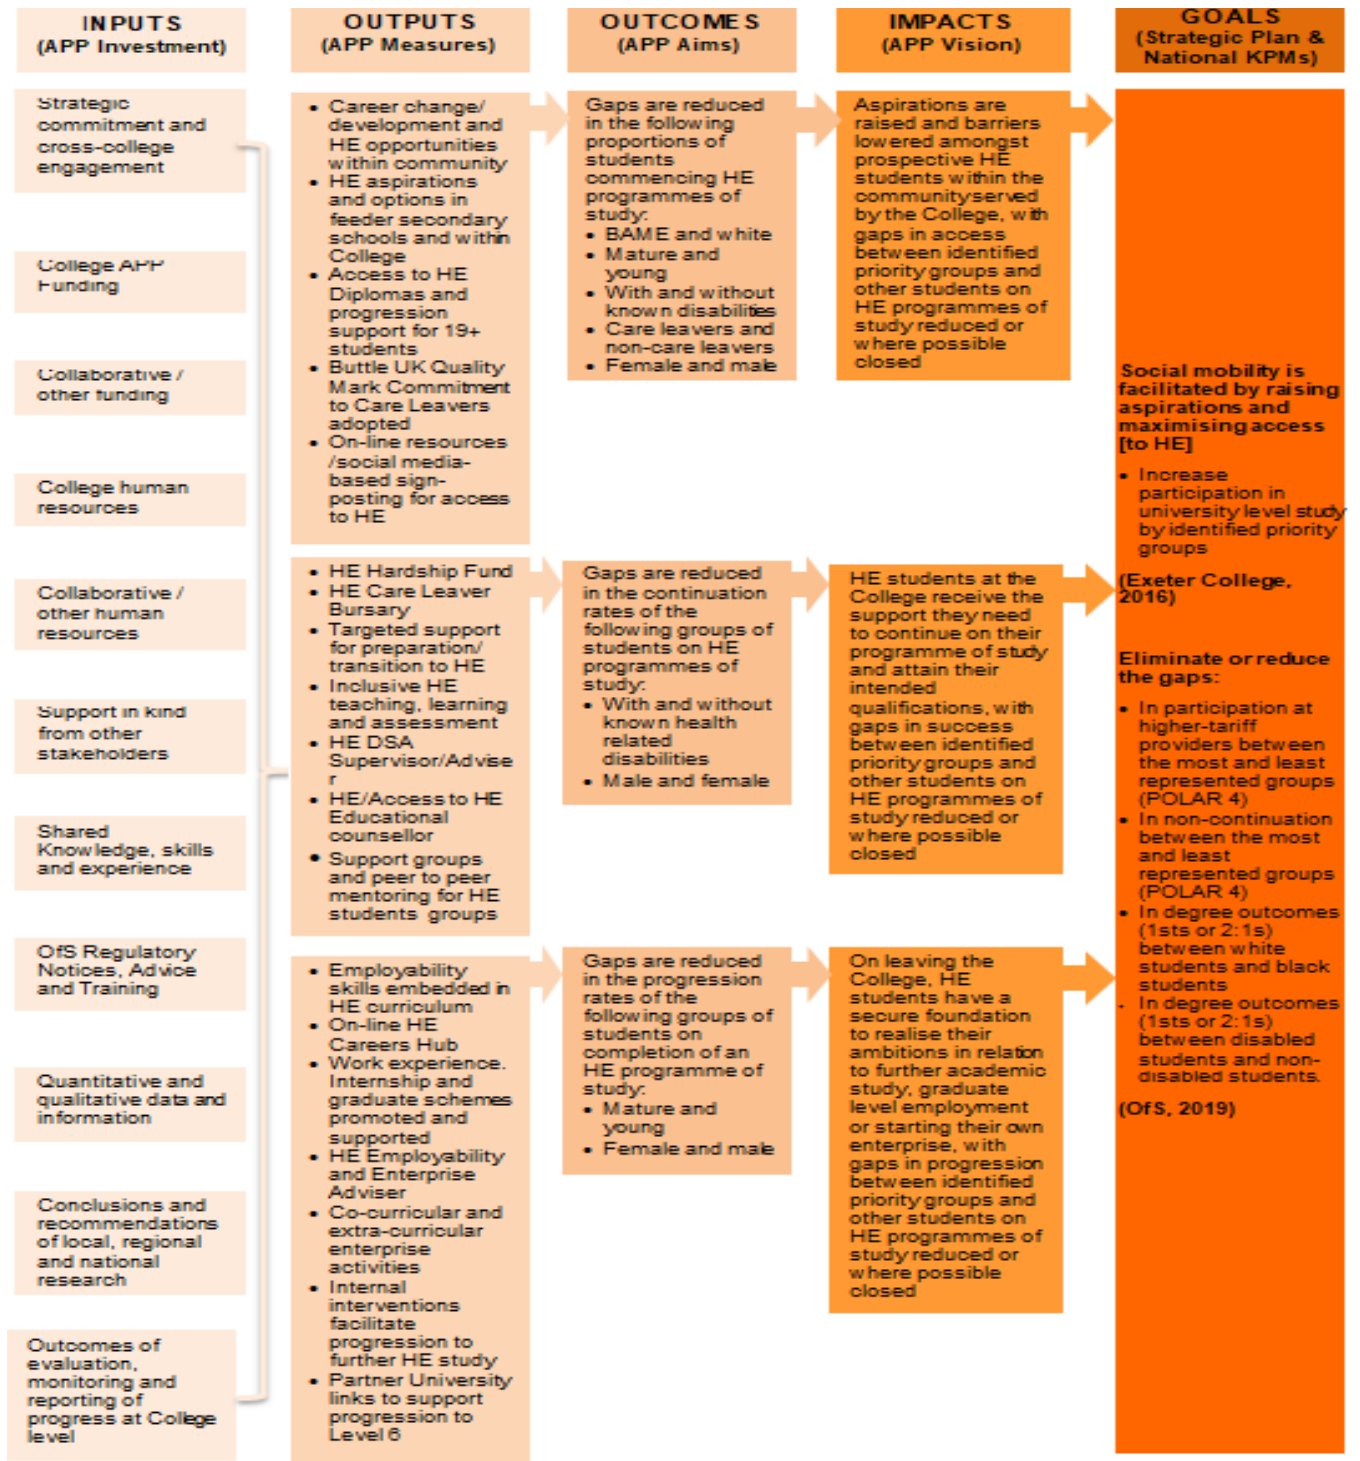 INPUTS
(APP Investment)
Strategic
commitment and
cross-college
engagement
College APP
Funding
Collaborative /
other funding
College human
resources
Collaborative /
other human
resources
Support in kind
from other
stakeholders
Shared
Knowledge, skills
and experience
OfS Regulatory
Notices, Advice
and Training
Quantitative and
qualitative data and
information
Conclusions and
recommendations
of local, regional
and national
research
Outcomes of
evaluation,
monitoring and
reporting of
progress at College
level
OUTPUTS
(APP Measures)
• Career change/
development and
HE opportunities
within community
• HE aspirations
and options in
feeder secondary
schools and within
College
• Access to HE
Diplomas and
progression
support for 19+
students
• Buttle UK Quality
Mark Commitment
to Care Leavers
adopted
• On-line resources
/social media-
based sign-
posting for access
to HE
• HE Hardship Fund
• HE Care Leaver
Bursary
• Targeted support
for preparation/
transition to HE
• Inclusive HE
teaching, learning
and assessment
• HE DSA
Supervisor/Advise
r
• HE/Access to HE
Educational
counsellor
• Support groups
and peer to peer
mentoring for HE
students groups
• Employability
skills embedded in
HE curriculum
• On-line HE
Careers Hub
• Work experience.
Internship and
graduate schemes
promoted and
supported
• HE Employability
and Enterprise
Adviser
• Co-curricular and
extra-curricular
enterprise
activities
• Internal
interventions
facilitate
progression to
further HE study
• Partner University
links to support
progression to
Level 6
OUTCOMES
(APP Aims)
Gaps are reduced
in the following
proportions of
students
commencing HE
programmes of
study:
• BAME and white
• Mature and
young
• With and without
known disabilities
• Care leavers and
non-care leavers
• Female and male
Gaps are reduced
in the continuation
rates of the
following groups of
students on HE
programmes of
study:
• With and without
known health
related
disabilities
• Male and female
Gaps are reduced
in the progression
rates of the
following groups of
students on
completion of an
HE programme of
study:
• Mature and
young
• Female and male
IMPACTS
(APP Vision)
Aspirations are
raised and barriers
lowered amongst
prospective HE
students within the
community served
by the College, with
gaps in access
between identified
priority groups and
other students on
HE programmes of
study reduced or
where possible
closed
HE students at the
College receive the
support they need
to continue on their
programme of study
and attain their
intended
qualifications, with
gaps in success
between identified
priority groups and
other students on
HE programmes of
study reduced or
where possible
closed
On leaving the
College, HE
students have a
secure foundation
to realise their
ambitions in relation
to further academic
study, graduate
level employment
or starting their own
enterprise, with
gaps in progression
between identified
priority groups and
other students on
HE programmes of
study reduced or
where possible
closed
GOALS
(Strategic Plan &
National KPMs)
Social mobility is
facilitated by raising
aspirations and
maximising access
[to HE]
• Increase
participation in
university level study
by identified priority
groups
(Exeter College,
2016)
Eliminate or reduce
the gaps:
• In participation at
higher-tariff
providers between
the most and least
represented groups
(POLAR 4)
• In non-continuation
between the most
and least
represented groups
(POLAR 4)
• In degree outcomes
(1sts or 2:1s)
between white
students and black
students
• In degree outcomes
(1sts or 2:1s)
between disabled
students and non-
disabled students.
(OfS, 2019)